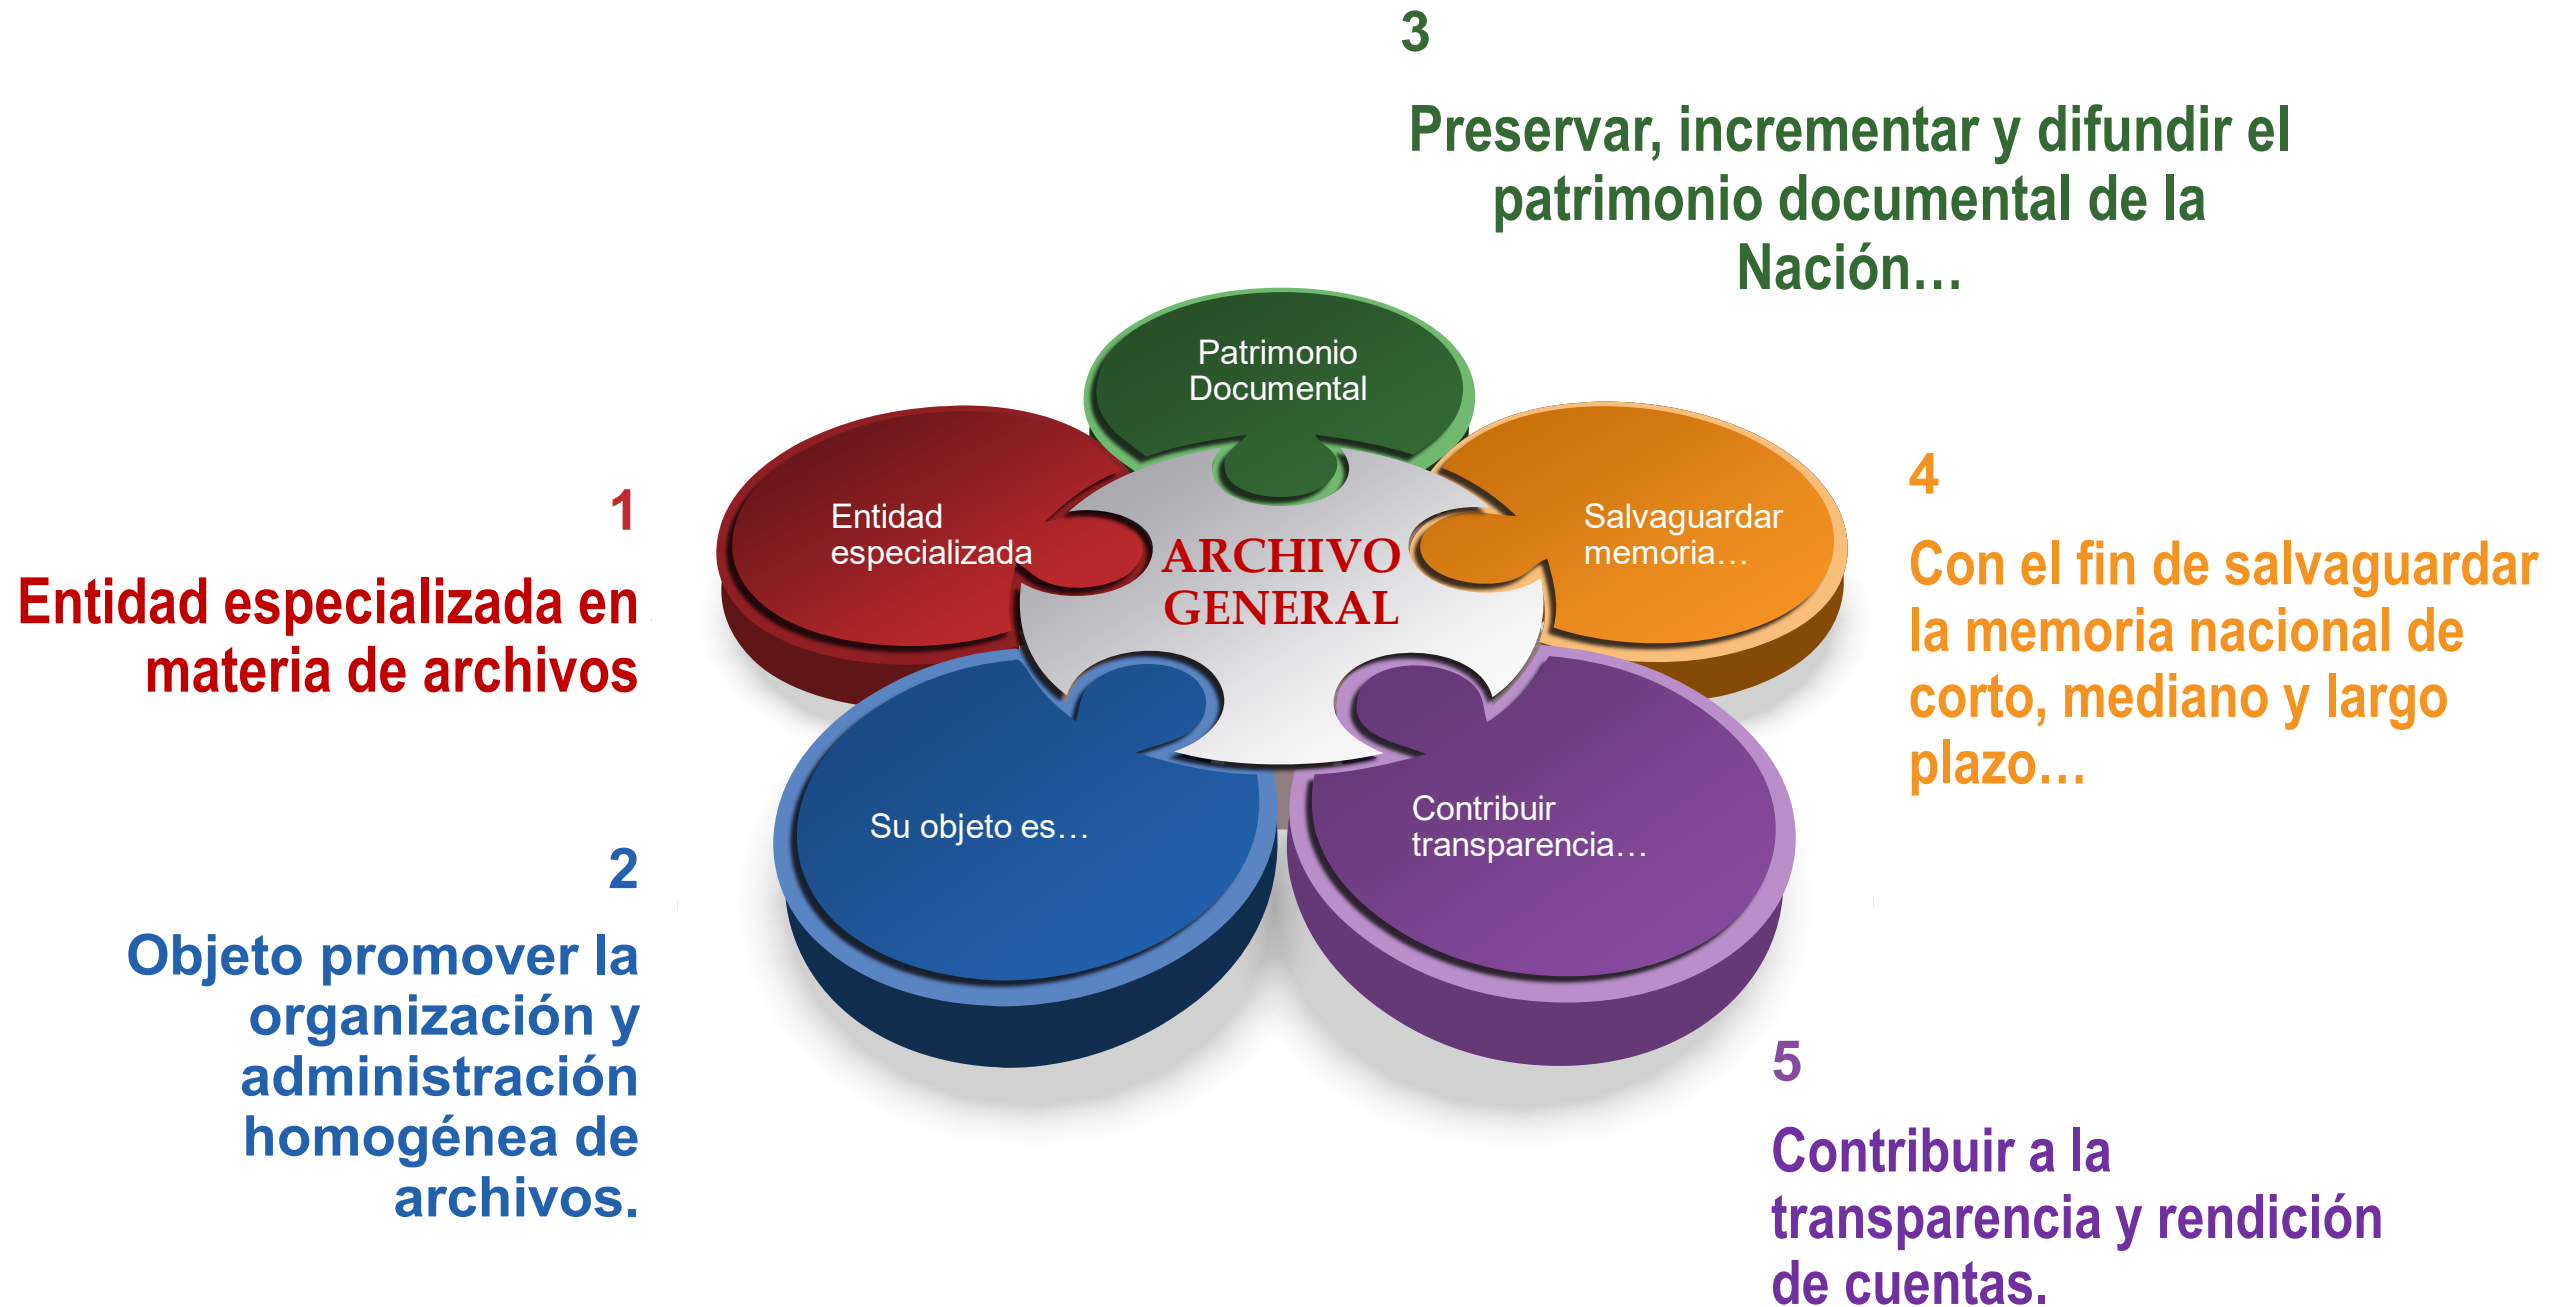 3
Preservar, incrementar y difundir el
patrimonio documental de la
Nación…
Patrimonio
Documental
1
Entidad especializada en
materia de archivos
Entidad
especializada
ARCHIVO
GENERAL
Salvaguardar
memoria…
4
Con el fin de salvaguardar
la memoria nacional de
corto, mediano y largo
plazo…
2
Objeto promover la
organización y
administración
homogénea de
archivos.
Su objeto es…
Contribuir
transparencia…
5
Contribuir a la
transparencia y rendición
de cuentas.